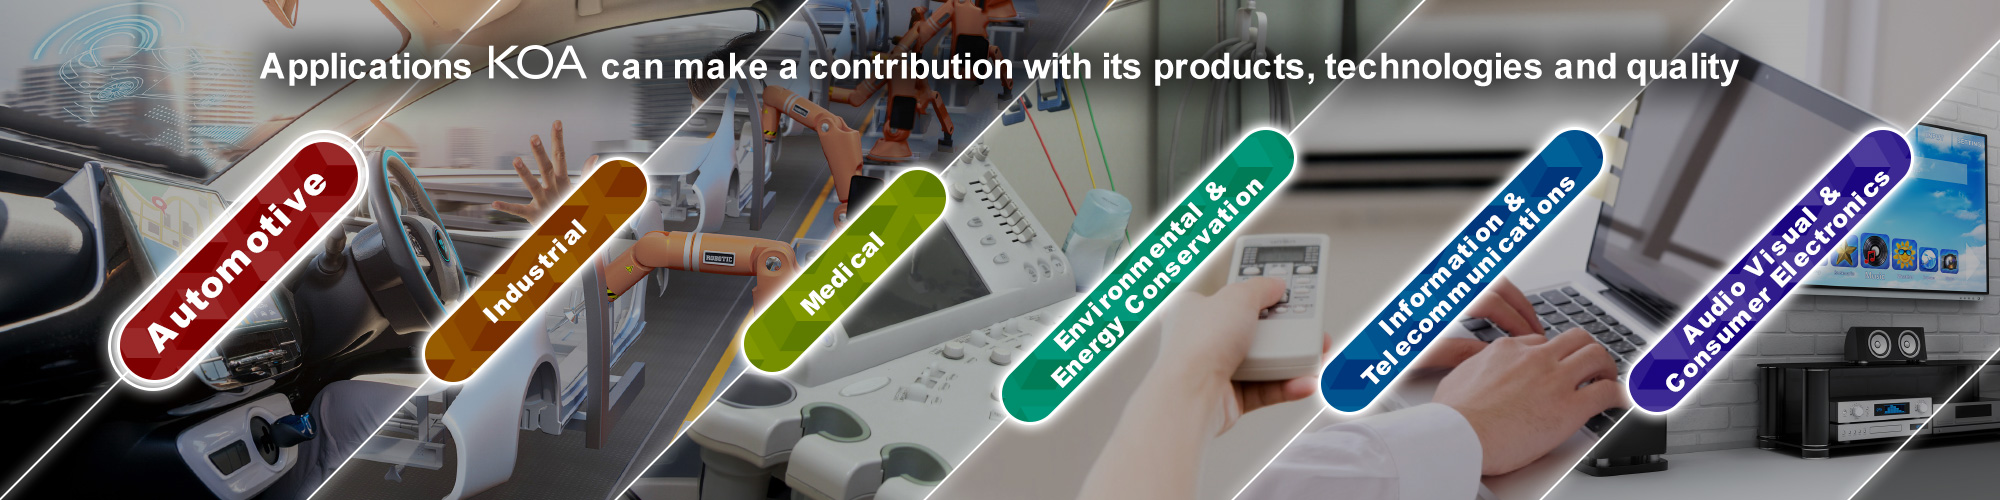 Applications KOA can make a contribution with its products, technologies and quality
Automotive
Industrial
ROBOTIC
Medical
Environmental &
Energy Conservation
Information &
Telecommunications
Audio Visual &
Consumer Electronics